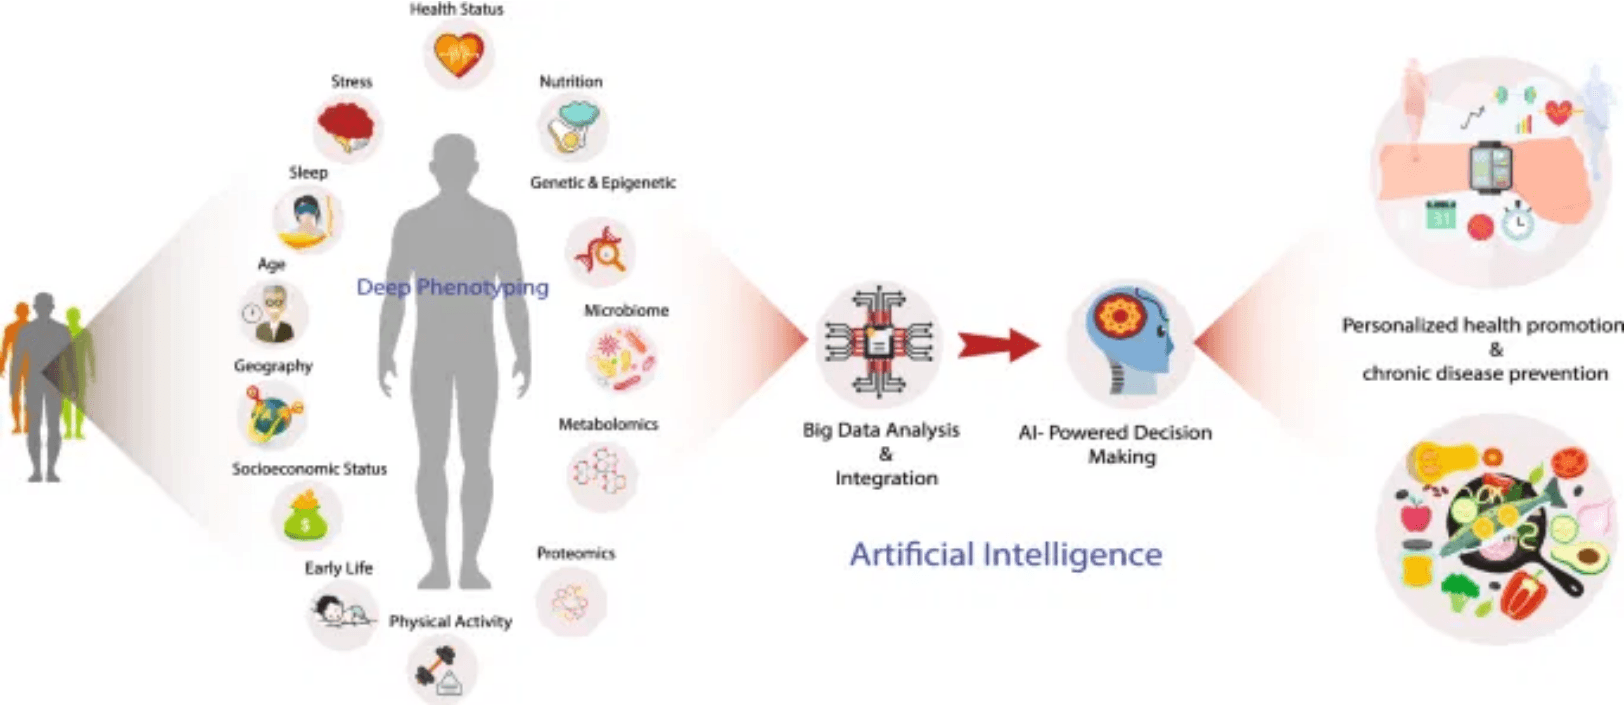 Health Status
Stress
Nutrition
Sleep
Genetic & Epigenetic
Age
Deep Phenotyping
Microbiome
Geography
Metabolomics
Socioeconomic Status
Proteomics
Early Life
Physical Activity
$
Big Data Analysis
&
Integration
AI- Powered Decision
Making
Artificial Intelligence
31
Personalized health promotion
&
chronic disease prevention